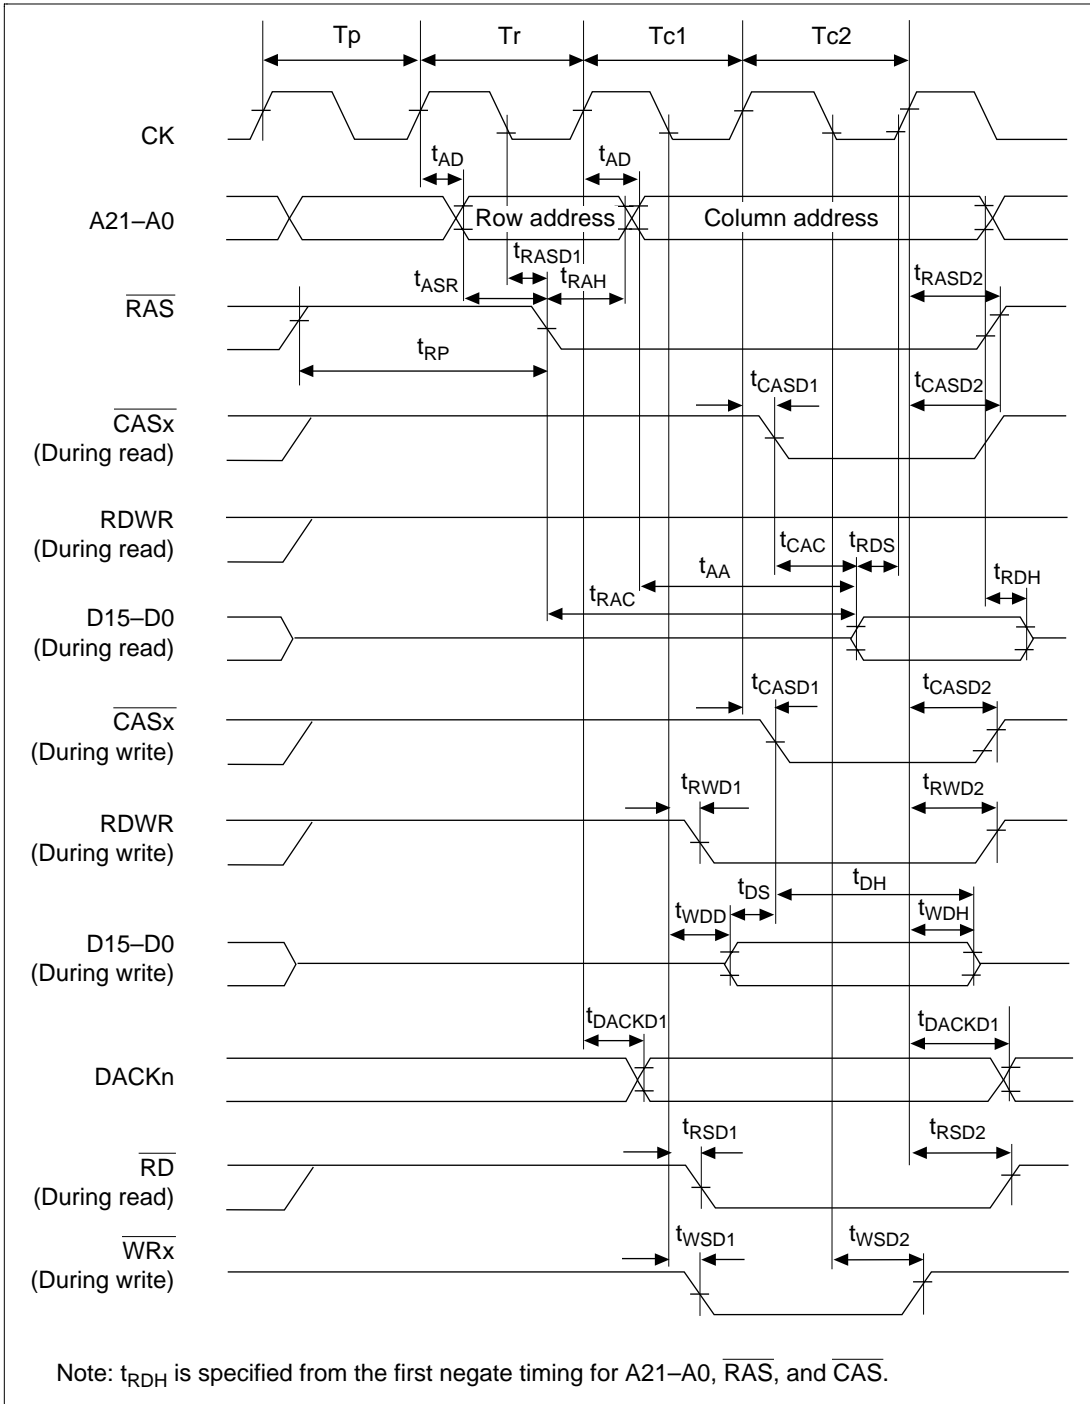 Tp Tr Tc1 Tc2
CK
tAD tAD
A21–A0 Row address Column address
tRASD1
tASR tRAH tRASD2
RAS
tRP
tCASD1 tCASD2
CASx
(During read)
RDWR
(During read)
tCAC tRDS
tAA tRDH
tRAC
D15–D0
(During read)
tCASD1 tCASD2
CASx
(During write)
tRWD1 tRWD2
RDWR
(During write)
tDS tDH
tWDD tWDH
D15–D0
(During write)
tDACKD1 tDACKD1
DACKn
tRSD1 tRSD2
RD
(During read)
tWSD1 tWSD2
WRx
(During write)
Note: tRDH is specified from the first negate timing for A21–A0, RAS, and CAS.